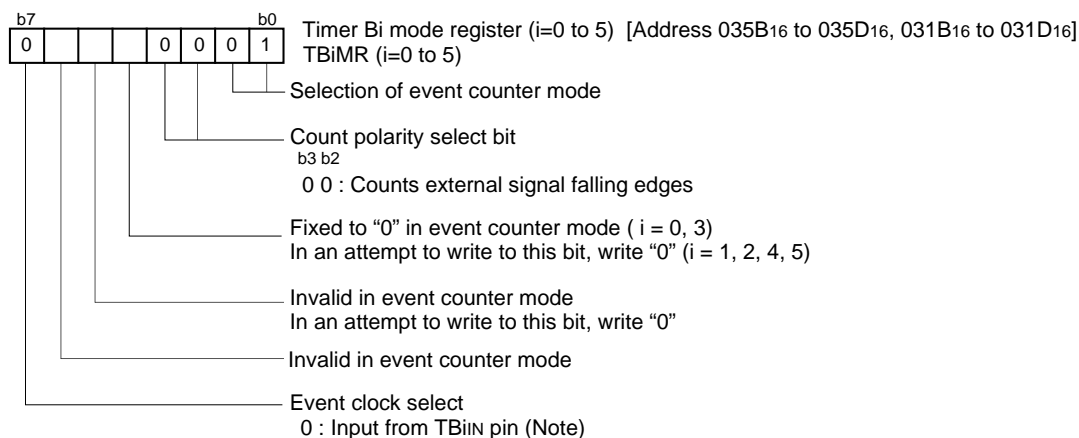 b7 b0
0 0 0 0 1
Timer Bi mode register (i=0 to 5) [Address 035B16 to 035D16, 031B16 to 031D16]
TBiMR (i=0 to 5)
Selection of event counter mode
Count polarity select bit
b3 b2
0 0 : Counts external signal falling edges
Fixed to “0” in event counter mode ( i = 0, 3)
In an attempt to write to this bit, write “0” (i = 1, 2, 4, 5)
Invalid in event counter mode
In an attempt to write to this bit, write “0”
Invalid in event counter mode
Event clock select
0 : Input from TBiIN pin (Note)